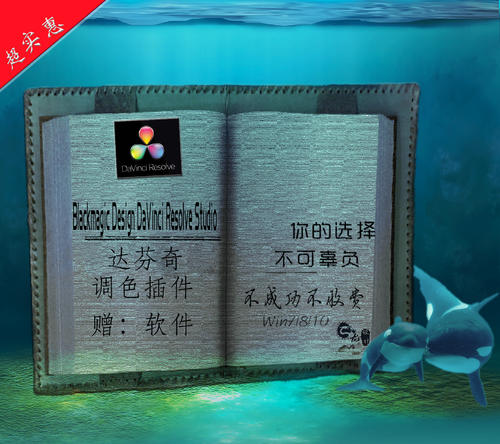 超实惠
DaVinci Resolve
Blackmagic Design DaVinci Resolve Studio
达芬奇
调色插件
赠：软件
你的选择
不可辜负
不成功不收费
Win7/8/10